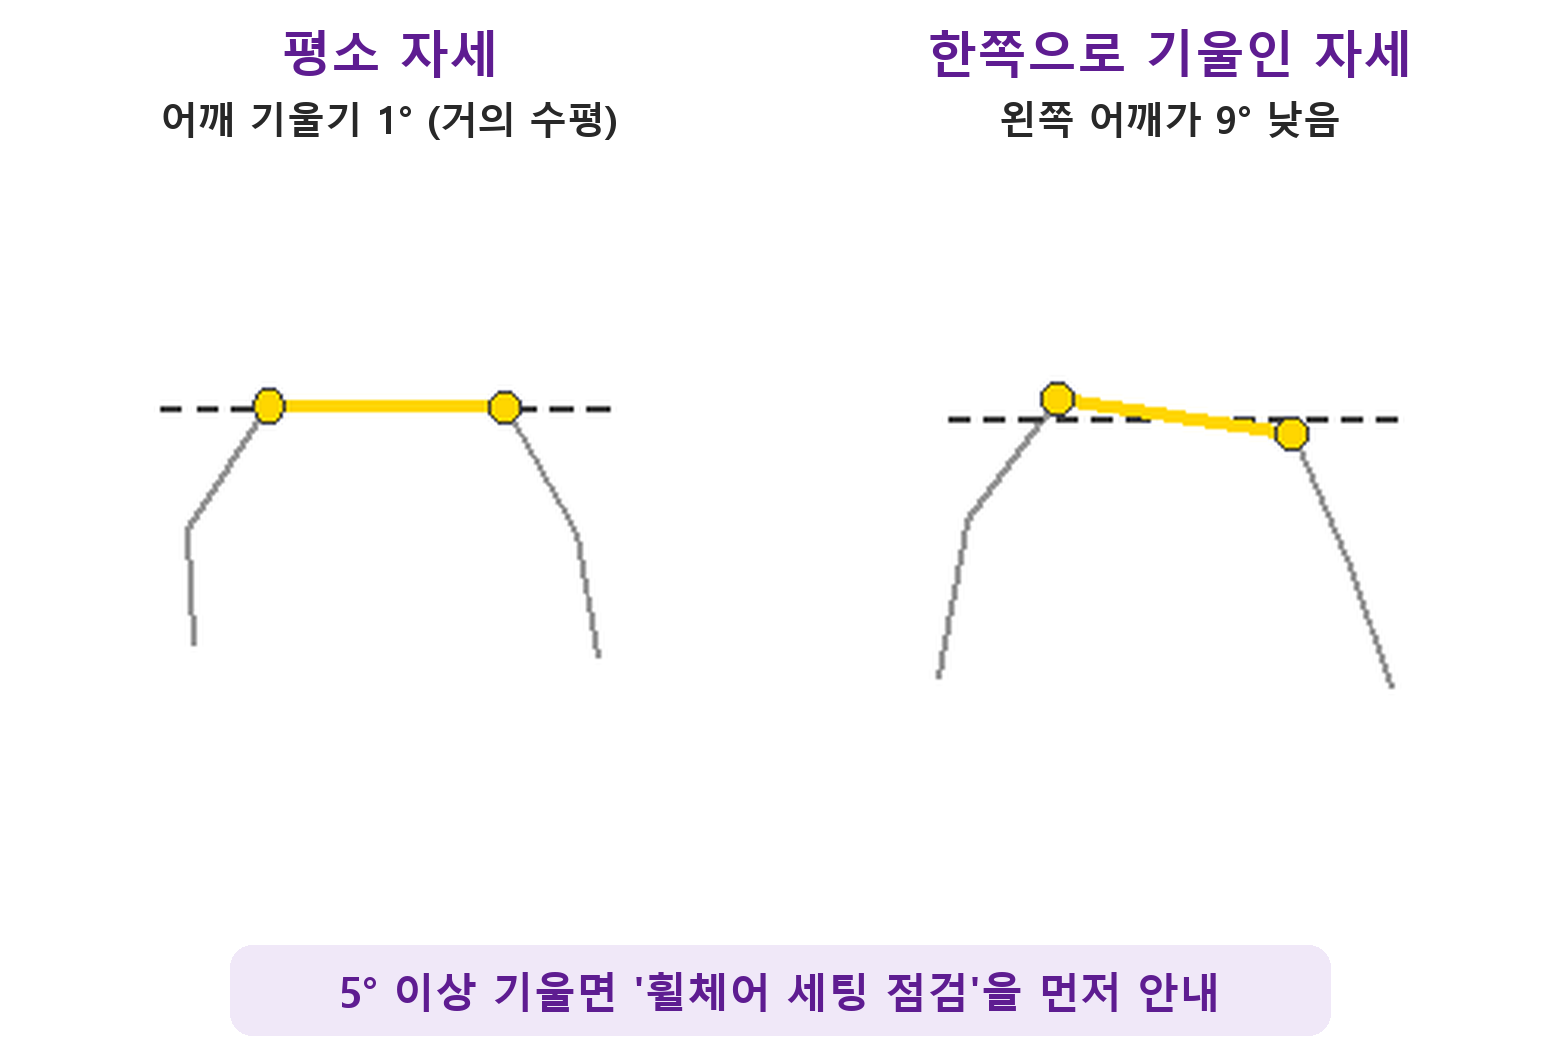 평소 자세
어깨 기울기 1° (거의 수평)
한쪽으로 기울인 자세
왼쪽 어깨가 9° 낮음
5° 이상 기울면 '휠체어 세팅 점검'을 먼저 안내